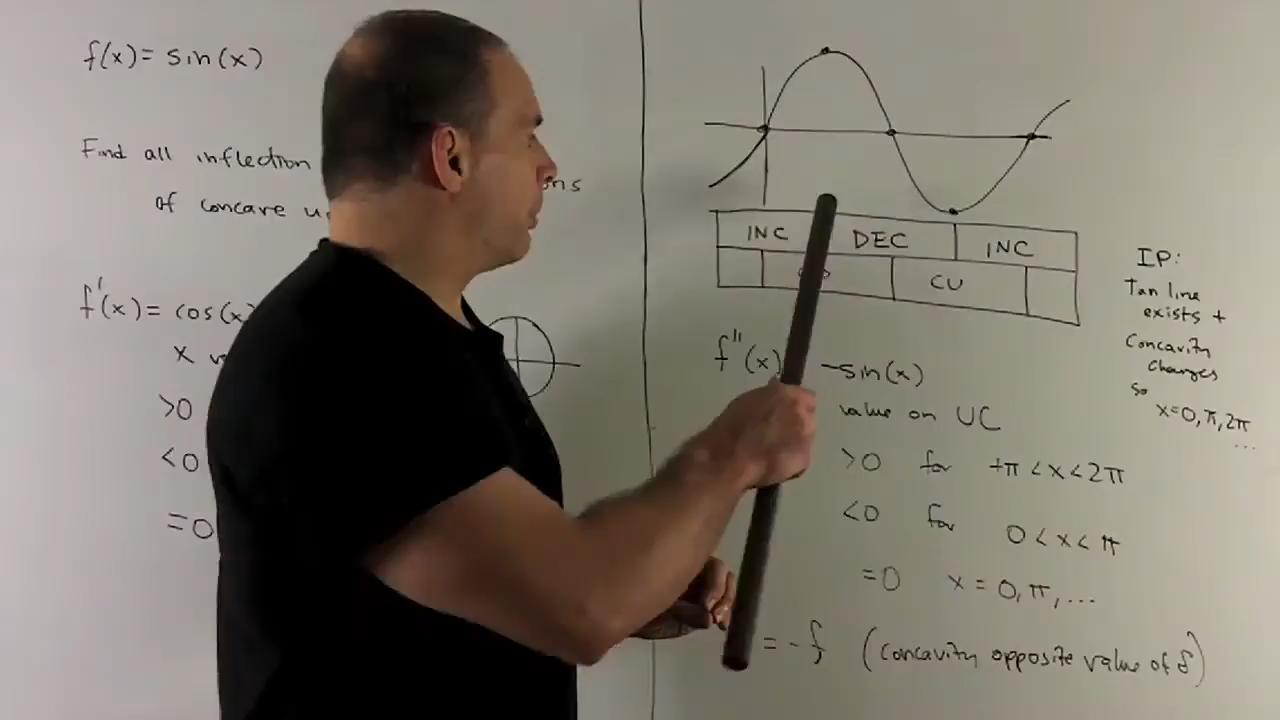 f(x) = sin(x)
Find all inflection
of concave
f'(x) = cos(x
x
>0
<0
=0
INC DEC INC
CU
IP:
Tan line
exists +
Concavity
changes
so
x=0,π,2π
...
f''(x) -sin(x)
value on UC
>0 for +π<x<2π
<0 for 0<x<π
=0 x=0,π,...
= -f (concavity opposite value of f)